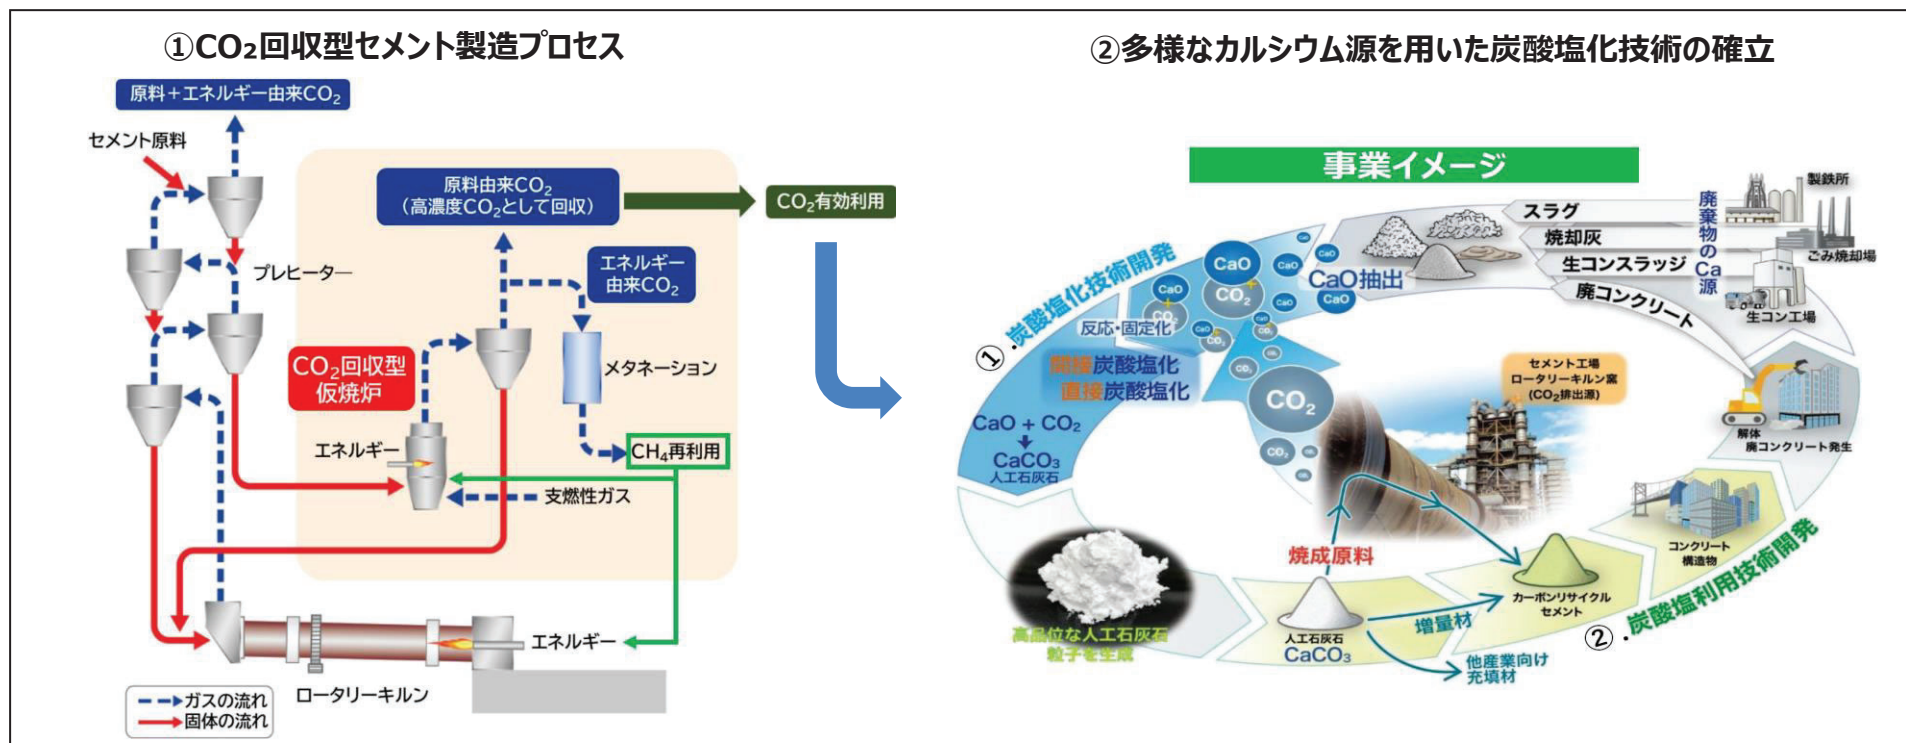 ①CO₂回収型セメント製造プロセス
原料＋エネルギー由来CO₂
セメント原料
プレヒーター
原料由来CO₂
（高濃度CO₂として回収）
CO₂有効利用
エネルギー
由来CO₂
CO₂回収型
仮焼炉
メタネーション
エネルギー
CH₄再利用
支燃性ガス
エネルギー
ロータリーキルン
ガスの流れ
固体の流れ
②多様なカルシウム源を用いた炭酸塩化技術の確立
事業イメージ
①.炭酸塩化技術開発
CaO
CO₂
CaO
CO₂
CaO
CaO
CaO
CaO
CaO
CaO抽出
反応・固定化
間接炭酸塩化
直接炭酸塩化
CaO + CO₂
CaCO₃
人工石灰石
CO₂
CO₂
CO₂
スラグ
焼却灰
生コンスラッジ
廃コンクリート
廃棄物のCa源
製鉄所
ごみ焼却場
生コン工場
セメント工場
ロータリーキルン窯
(CO₂排出源)
解体
廃コンクリート発生
コンクリート
構造物
カーボンリサイクル
セメント
②.炭酸塩利用技術開発
焼成原料
増量材
人工石灰石
CaCO₃
他産業向け
充填材
高品位な人工石灰石
粒子を生成